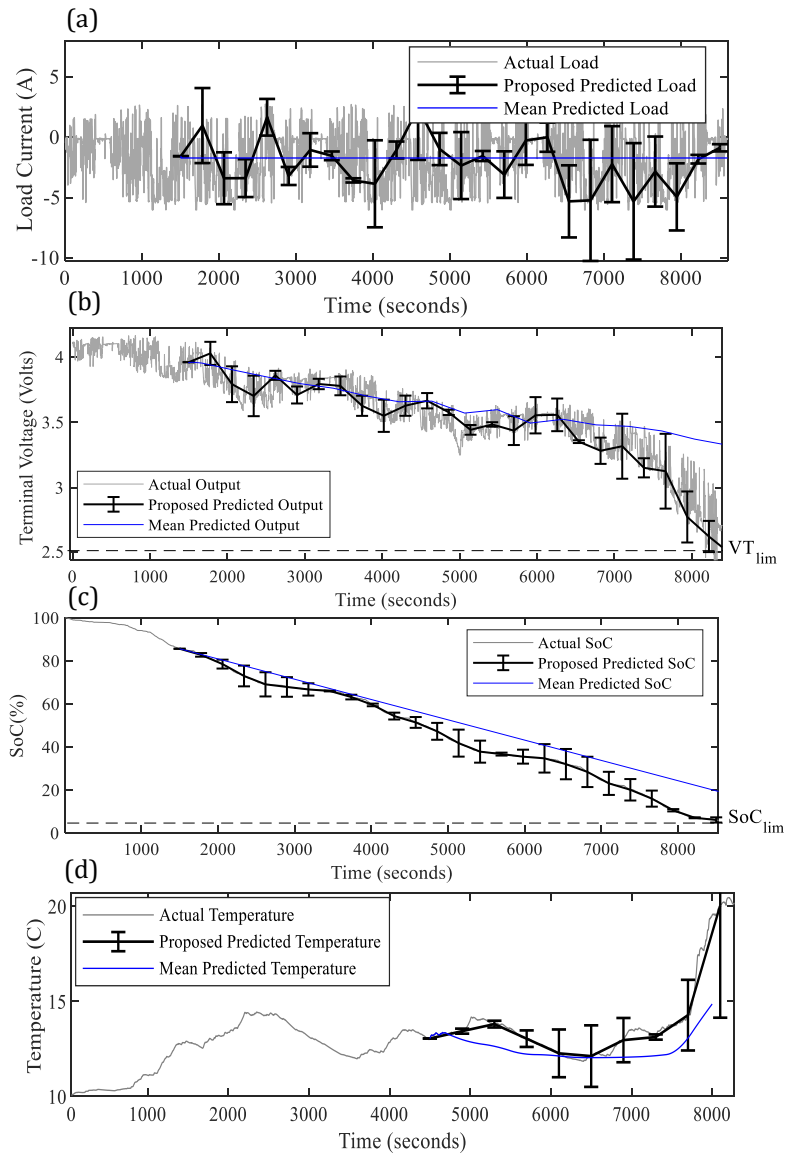 (a)
Load Current (A)
5
0
-5
-10
Actual Load
Proposed Predicted Load
Mean Predicted Load
0 1000 2000 3000 4000 5000 6000 7000 8000
Time (seconds)
(b)
Terminal Voltage (Volts)
4
3.5
3
2.5
Actual Output
Proposed Predicted Output
Mean Predicted Output
VTlim
0 1000 2000 3000 4000 5000 6000 7000 8000
Time (seconds)
(c)
SoC(%)
100
80
60
40
20
0
Actual SoC
Proposed Predicted SoC
Mean Predicted SoC
SoClim
0 1000 2000 3000 4000 5000 6000 7000 8000
Time (seconds)
(d)
Temperature (C)
20
15
10
Actual Temperature
Proposed Predicted Temperature
Mean Predicted Temperature
0 1000 2000 3000 4000 5000 6000 7000 8000
Time (seconds)